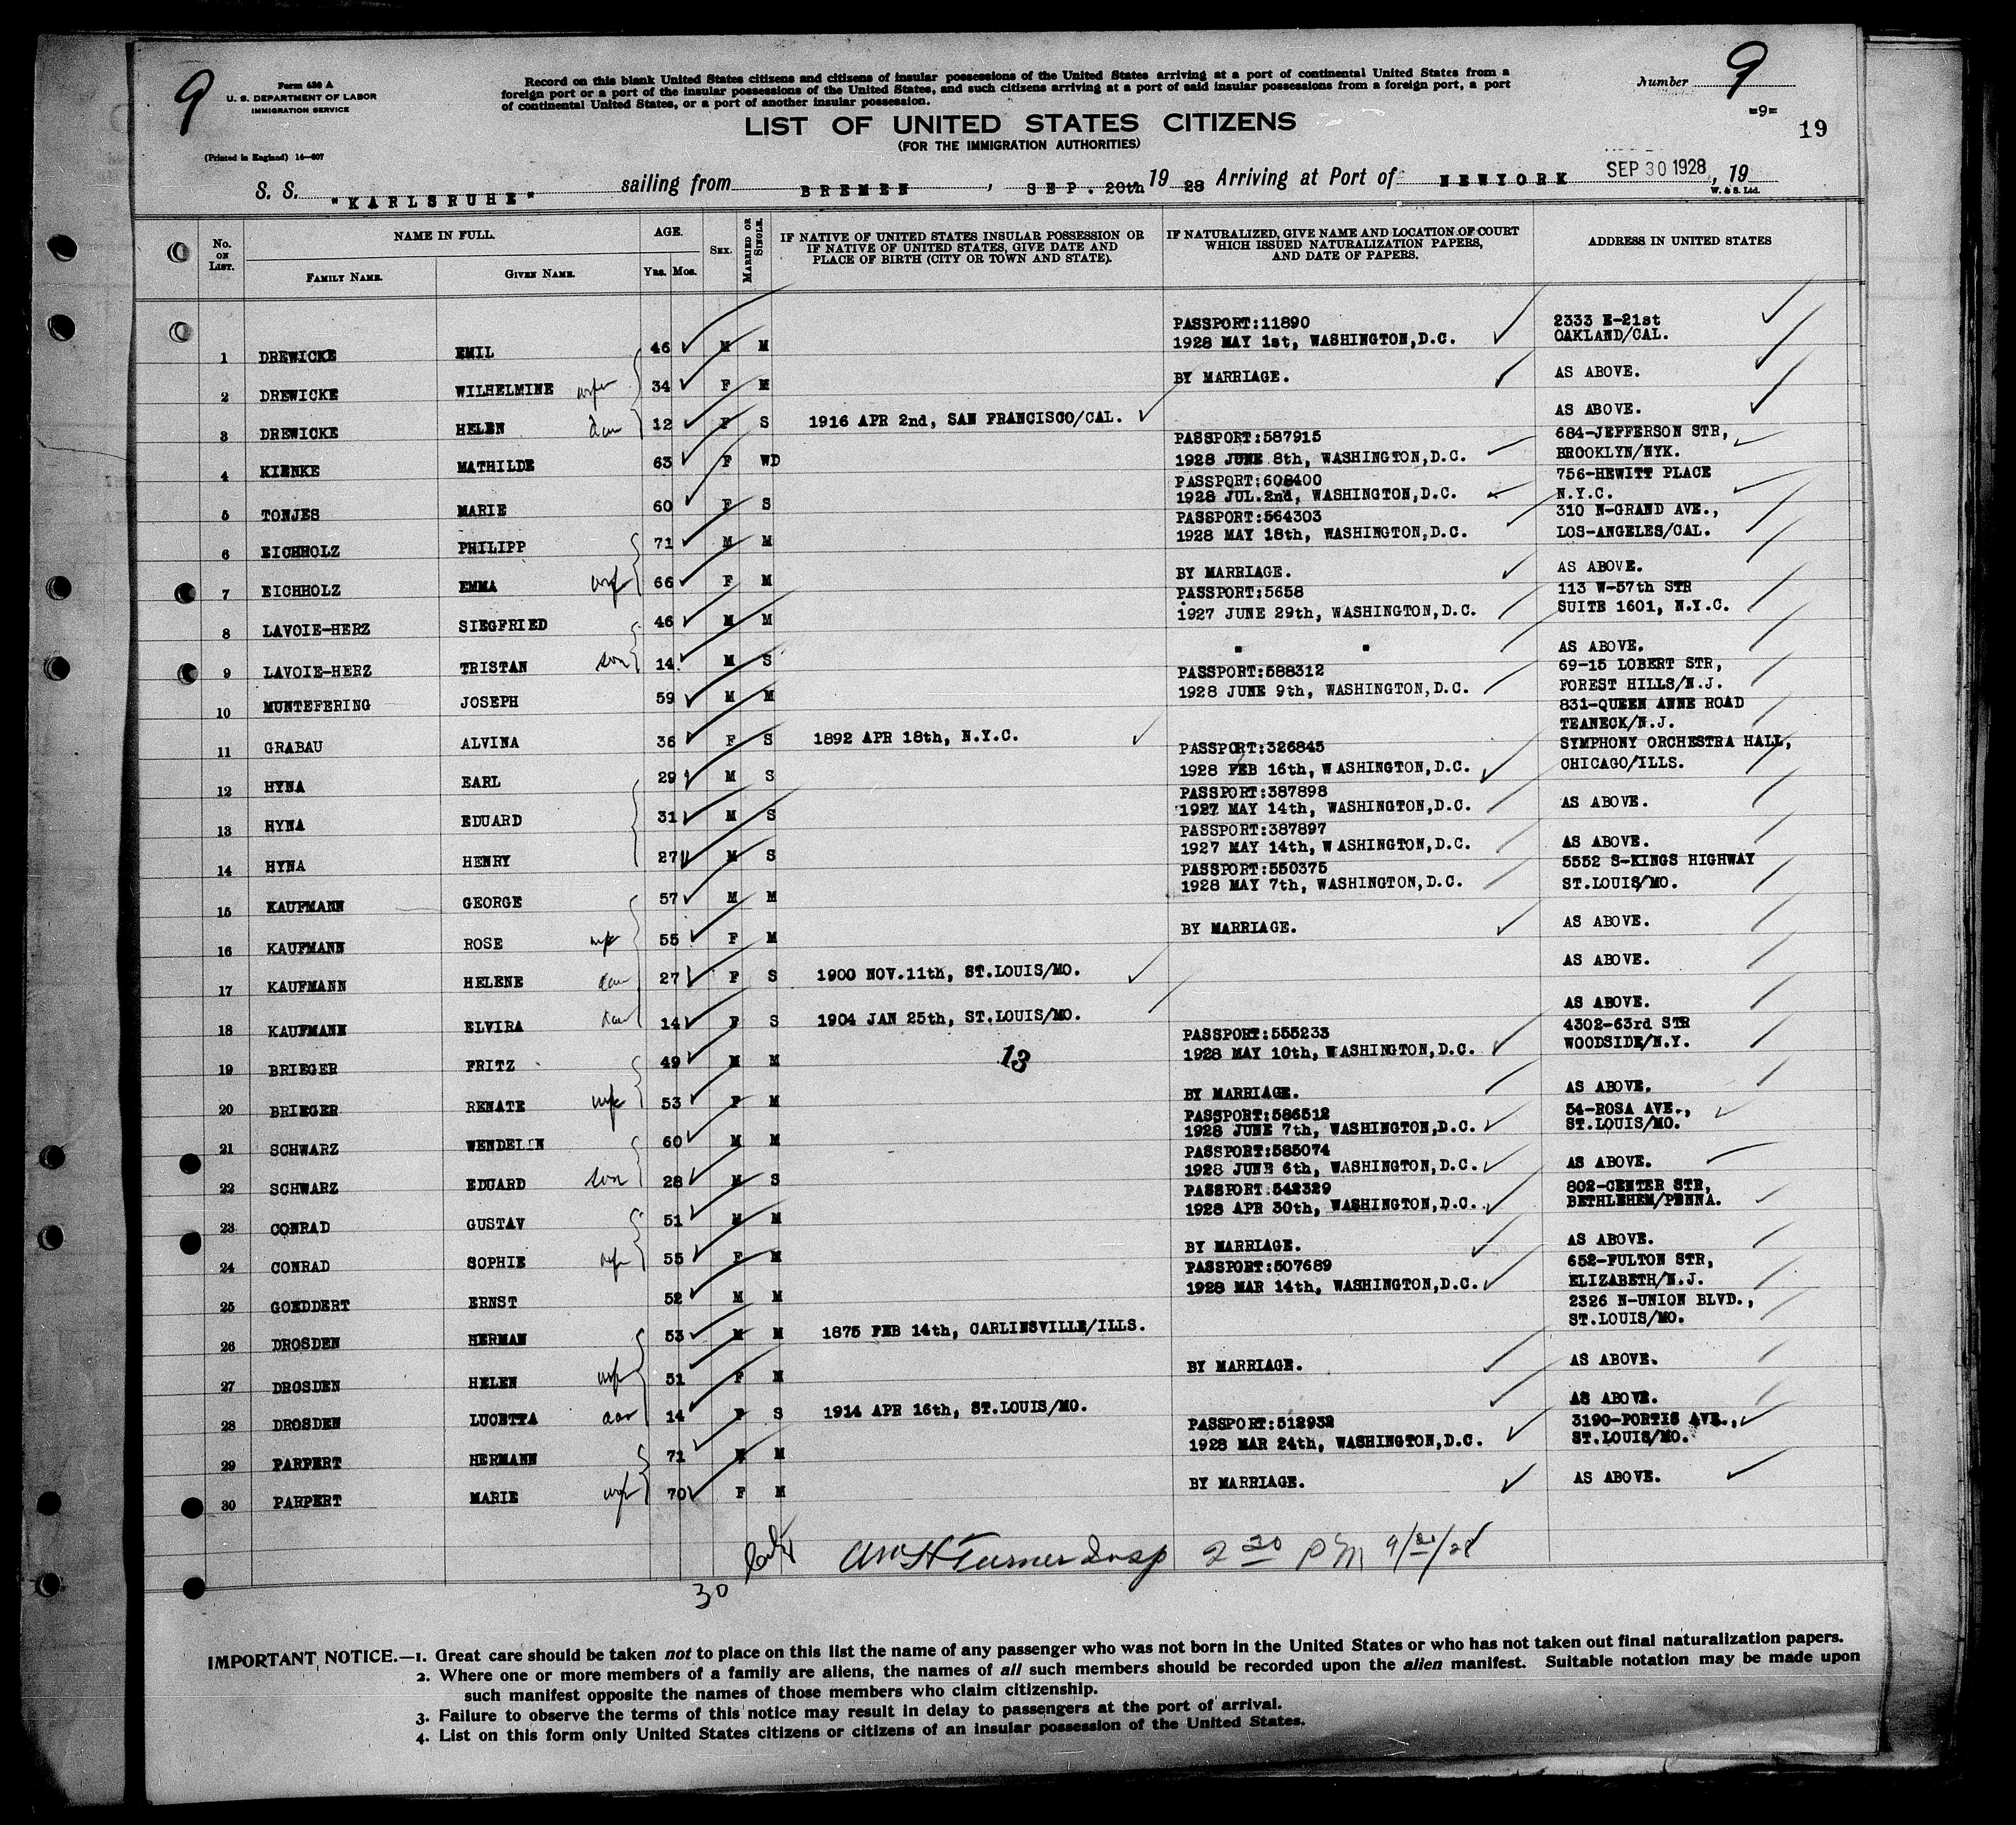 9
Form 630 A
U. S. DEPARTMENT OF LABOR
IMMIGRATION SERVICE
(Printed in England) 14—607
Record on this blank United States citizens and citizens of insular possessions of the United States arriving at a port of continental United States from a
foreign port or a port of the insular possessions of the United States, and such citizens arriving at a port of said insular possessions from a foreign port, a port
of continental United States, or a port of another insular possession.
Number 9
=9=
19
LIST OF UNITED STATES CITIZENS
(FOR THE IMMIGRATION AUTHORITIES)
S. S. "KARLSRUHE" sailing from BREMEN, SEP. 20th 19 28 Arriving at Port of NEWYORK SEP 30 1928, 19
W. & S. Ltd.
No. ON LIST. NAME IN FULL. FAMILY NAME. GIVEN NAME. AGE. Yrs. Mos. SEX. MARRIED OR SINGLE. IF NATIVE OF UNITED STATES INSULAR POSSESSION OR IF NATIVE OF UNITED STATES, GIVE DATE AND PLACE OF BIRTH (CITY OR TOWN AND STATE). IF NATURALIZED, GIVE NAME AND LOCATION OF COURT WHICH ISSUED NATURALIZATION PAPERS, AND DATE OF PAPERS. ADDRESS IN UNITED STATES
1 DREWICKE EMIL 46 M M PASSPORT:11890 1928 MAY 1st, WASHINGTON,D.C. 2333 E-21st OAKLAND/CAL.
2 DREWICKE WILHELMINE wife 34 F M BY MARRIAGE. AS ABOVE.
3 DREWICKE HELEN dau 12 F S 1916 APR 2nd, SAN FRANCISCO/CAL. AS ABOVE.
4 KIENKE MATHILDE 63 F WD PASSPORT:587915 1928 JUNE 8th, WASHINGTON,D.C. 684-JEFFERSON STR, BROOKLYN/NYK.
5 TONJES MARIE 60 F S PASSPORT:608400 1928 JUL.2nd, WASHINGTON,D.C. 756-HEWITT PLACE N.Y.C.
6 EICHHOLZ PHILIPP 71 M M PASSPORT:564303 1928 MAY 18th, WASHINGTON,D.C. 310 N-GRAND AVE., LOS-ANGELES/CAL.
7 EICHHOLZ EMMA wife 66 F M BY MARRIAGE. AS ABOVE.
8 LAVOIE-HERZ SIEGFRIED 46 M M PASSPORT:5658 1927 JUNE 29th, WASHINGTON,D.C. 113 W-57th STR SUITE 1601, N.Y.C.
9 LAVOIE-HERZ TRISTAN son 14 M S " " AS ABOVE.
10 MUNTEFERING JOSEPH 59 M M PASSPORT:588312 1928 JUNE 9th, WASHINGTON,D.C. 69-15 LOBERT STR, FOREST HILLS/N.J.
11 GRABAU ALVINA 36 F S 1892 APR 18th, N.Y.C. 831-QUEEN ANNE ROAD TEANECK/N.J.
12 HYNA EARL 29 M S PASSPORT:326845 1928 FEB 16th, WASHINGTON,D.C. SYMPHONY ORCHESTRA HALL, CHICAGO/ILLS.
13 HYNA EDUARD 31 M S PASSPORT:387898 1927 MAY 14th, WASHINGTON,D.C. AS ABOVE.
14 HYNA HENRY 27 M S PASSPORT:387897 1927 MAY 14th, WASHINGTON,D.C. AS ABOVE.
15 KAUFMANN GEORGE 57 M M PASSPORT:550375 1928 MAY 7th, WASHINGTON,D.C. 5552 S-KINGS HIGHWAY ST.LOUIS/MO.
16 KAUFMANN ROSE wife 55 F M BY MARRIAGE. AS ABOVE.
17 KAUFMANN HELENE dau 27 F S 1900 NOV.11th, ST.LOUIS/MO. AS ABOVE.
18 KAUFMANN ELVIRA dau 14 F S 1904 JAN 25th, ST.LOUIS/MO. AS ABOVE.
13
19 BRIEGER FRITZ 49 M M PASSPORT:555233 1928 MAY 10th, WASHINGTON,D.C. 4302-63rd STR WOODSIDE/N.Y.
20 BRIEGER RENATE wife 53 F M BY MARRIAGE. AS ABOVE.
21 SCHWARZ WENDELIN 60 M M PASSPORT:586512 1928 JUNE 7th, WASHINGTON,D.C. 54-ROSA AVE., ST.LOUIS/MO.
22 SCHWARZ EDUARD son 28 M S PASSPORT:585074 1928 JUNE 6th, WASHINGTON,D.C. AS ABOVE.
23 CONRAD GUSTAV 51 M M PASSPORT:542329 1928 APR 30th, WASHINGTON,D.C. 802-CENTER STR, BETHLEHEM/PENNA.
24 CONRAD SOPHIE wife 55 F M BY MARRIAGE. AS ABOVE.
25 GOEDDERT ERNST 52 M M PASSPORT:507689 1928 MAR 14th, WASHINGTON,D.C. 652-FULTON STR, ELIZABETH/N.J.
26 DROSDEN HERMAN 53 M M 1875 FEB 14th, CARLINSVILLE/ILLS. 2326 N-UNION BLVD., ST.LOUIS/MO.
27 DROSDEN HELEN wife 51 F M BY MARRIAGE. AS ABOVE.
28 DROSDEN LUCETTA dau 14 F S 1914 APR 16th, ST.LOUIS/MO. AS ABOVE.
29 PARPERT HERMANN 71 M M PASSPORT:512932 1928 MAR 24th, WASHINGTON,D.C. 3190-PORTIS AVE., ST.LOUIS/MO.
30 PARPERT MARIE wife 70 F M BY MARRIAGE. AS ABOVE.
Wm H Turner Insp 2 30 PM 9/30/28
30
IMPORTANT NOTICE.—1. Great care should be taken not to place on this list the name of any passenger who was not born in the United States or who has not taken out final naturalization papers.
2. Where one or more members of a family are aliens, the names of all such members should be recorded upon the alien manifest. Suitable notation may be made upon
such manifest opposite the names of those members who claim citizenship.
3. Failure to observe the terms of this notice may result in delay to passengers at the port of arrival.
4. List on this form only United States citizens or citizens of an insular possession of the United States.